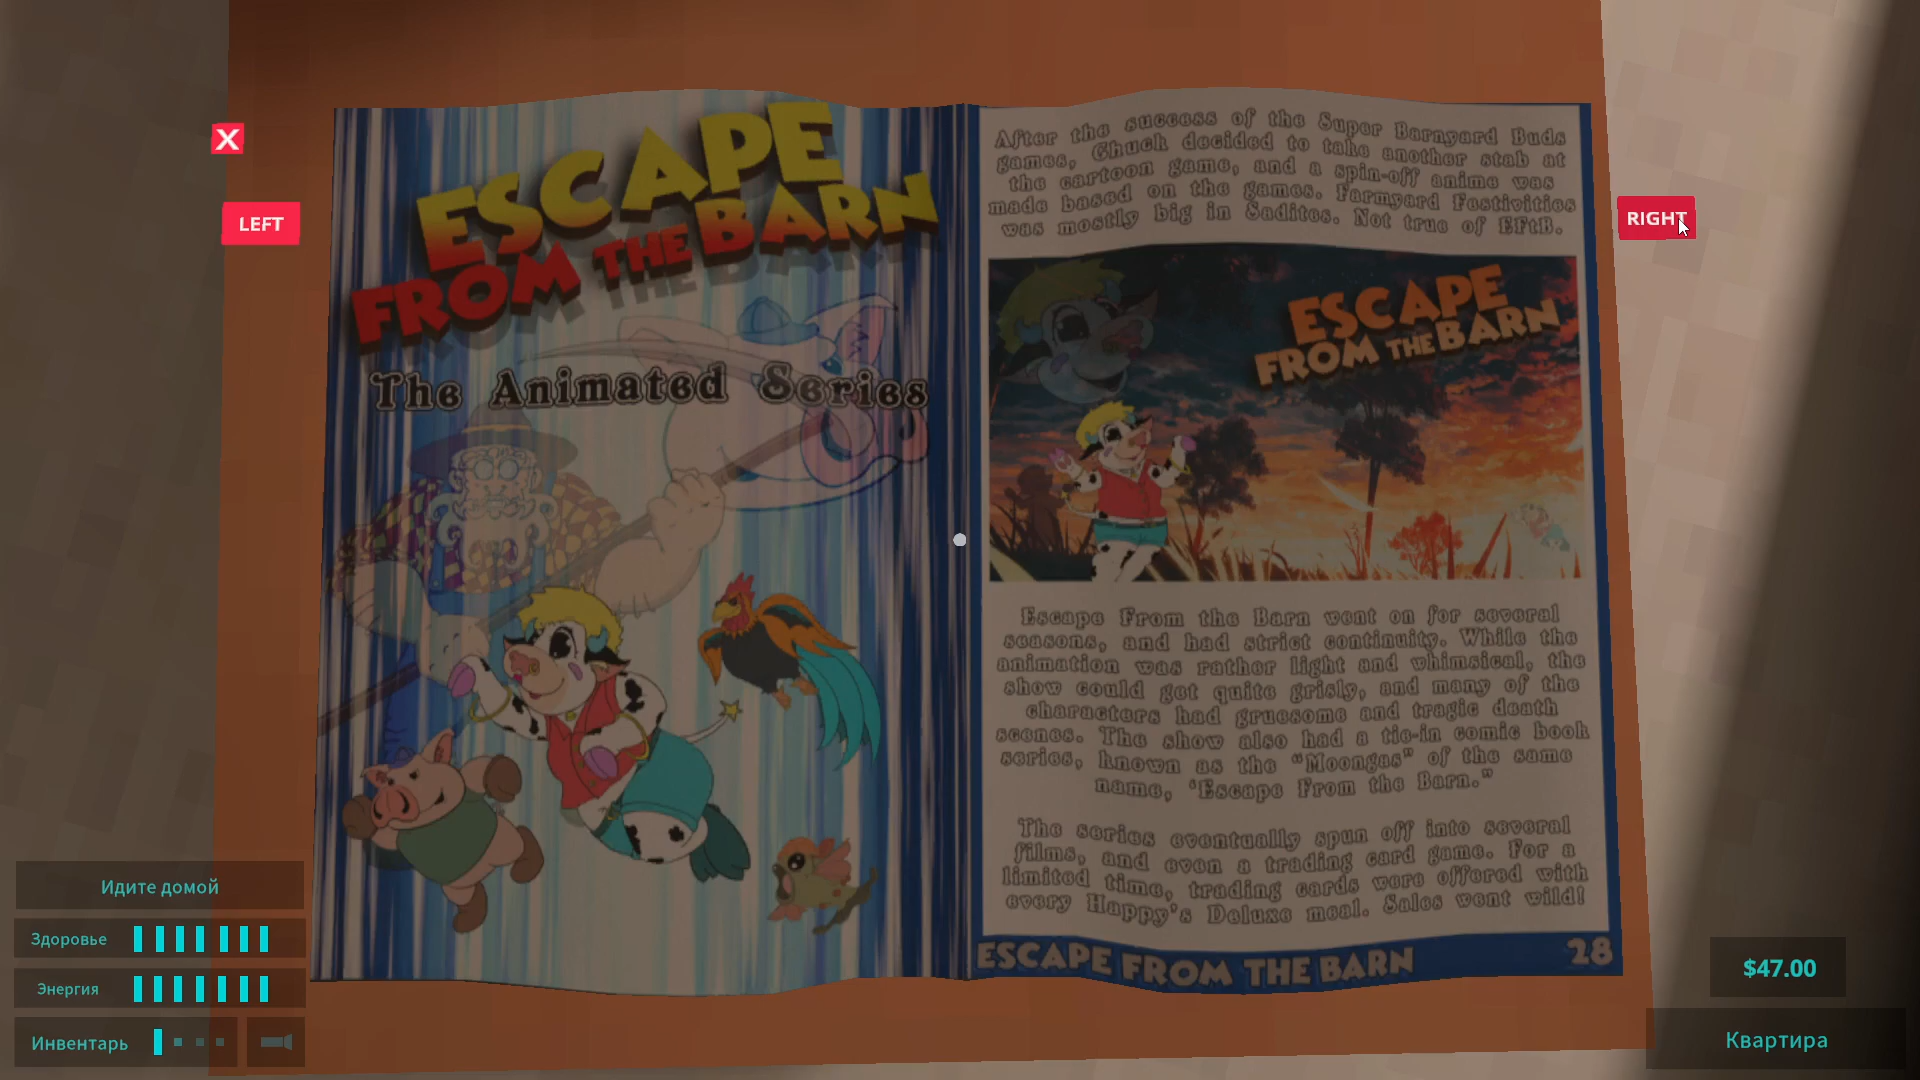 X
LEFT
RIGHT
ESCAPE
FROM THE BARN
The Animated Series
After the success of the Super Barnyard Buds
games, Chuck decided to take another stab at
the cartoon game, and a spin-off anime was
made based on the games. Farmyard Festivities
was mostly big in Sadites. Not true of EFtB.
ESCAPE
FROM THE BARN
Escape From the Barn went on for several
seasons, and had strict continuity. While the
animation was rather light and whimsical, the
show could get quite grisly, and many of the
characters had gruesome and tragic death
scenes. The show also had a tie-in comic book
series, known as the “Moongas” of the same
name, ‘Escape From the Barn.”
The series eventually spun off into several
films, and even a trading card game. For a
limited time, trading cards were offered with
every Happy's Deluxe meal. Sales went wild!
ESCAPE FROM THE BARN 28
Идите домой
Здоровье
Энергия
Инвентарь
$47.00
Квартира